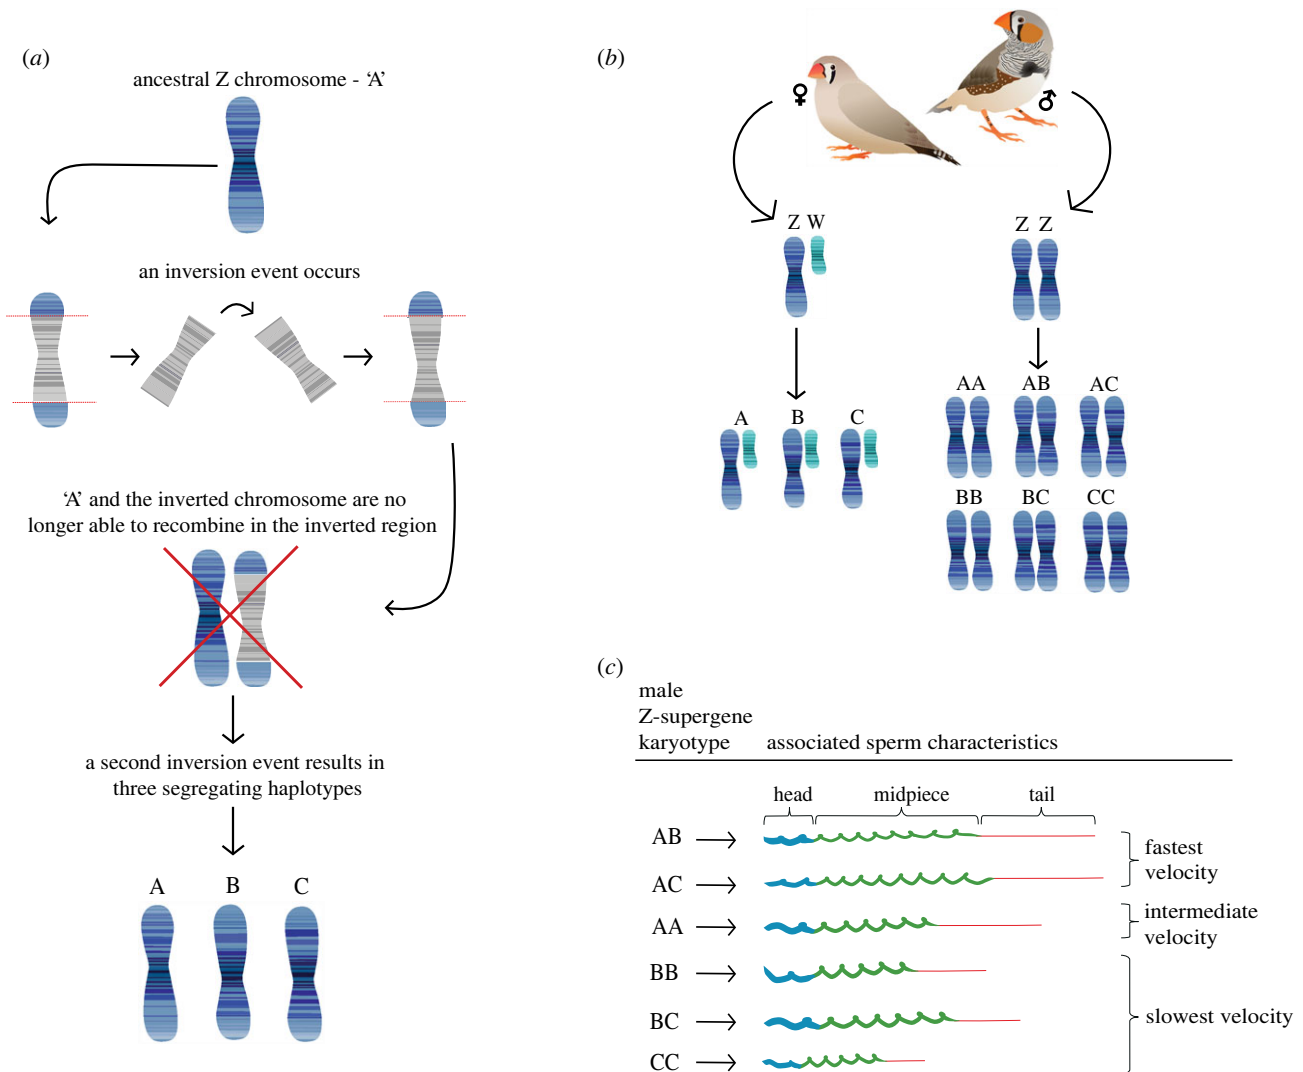 (a)
ancestral Z chromosome - ‘A’
an inversion event occurs
‘A’ and the inverted chromosome are no
longer able to recombine in the inverted region
a second inversion event results in
three segregating haplotypes
A B C
(b)
♀ ♂
Z W
Z Z
A B C
AA AB AC
BB BC CC
(c)
male
Z-supergene
karyotype associated sperm characteristics
head midpiece tail
AB
AC
fastest
velocity
AA
intermediate
velocity
BB
BC
CC
slowest velocity